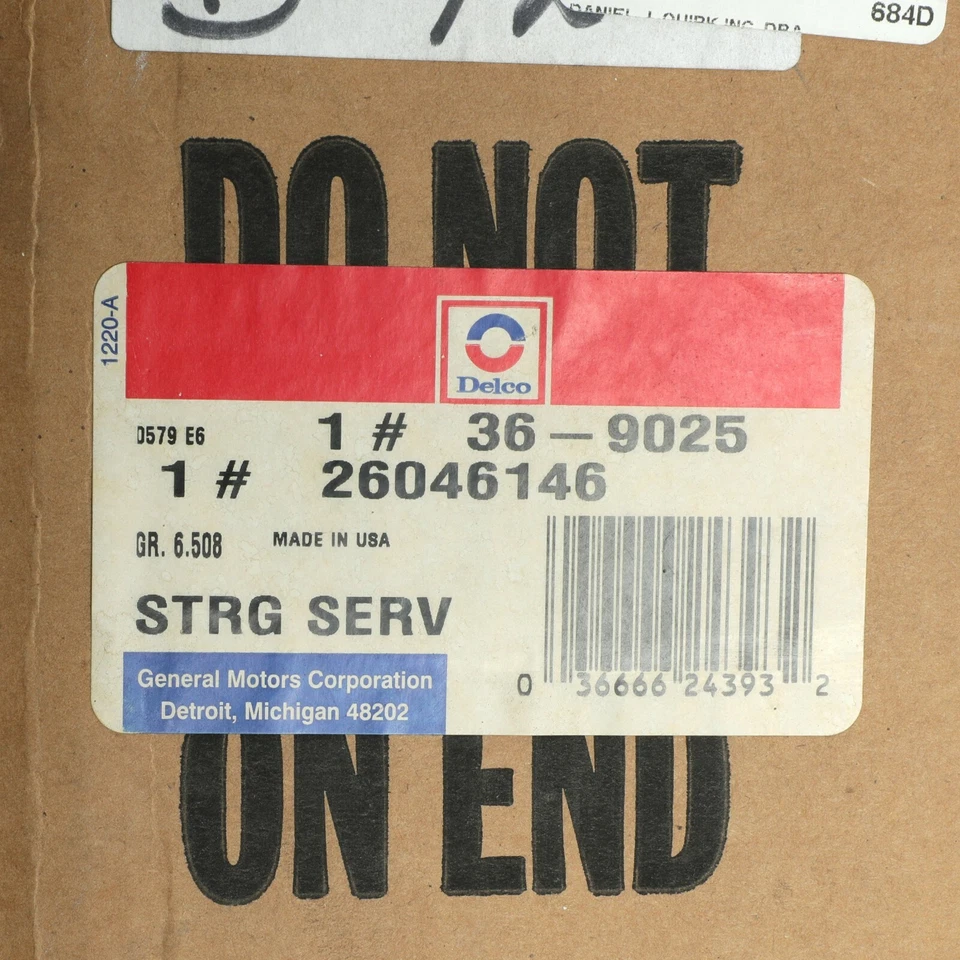 684D
DO NOT
1220-A
Delco
0579 E6
1 # 36-9025
1 # 26046146
GR. 6.508
MADE IN USA
STRG SERV
General Motors Corporation
Detroit, Michigan 48202
0 36666 24393 2
ON END